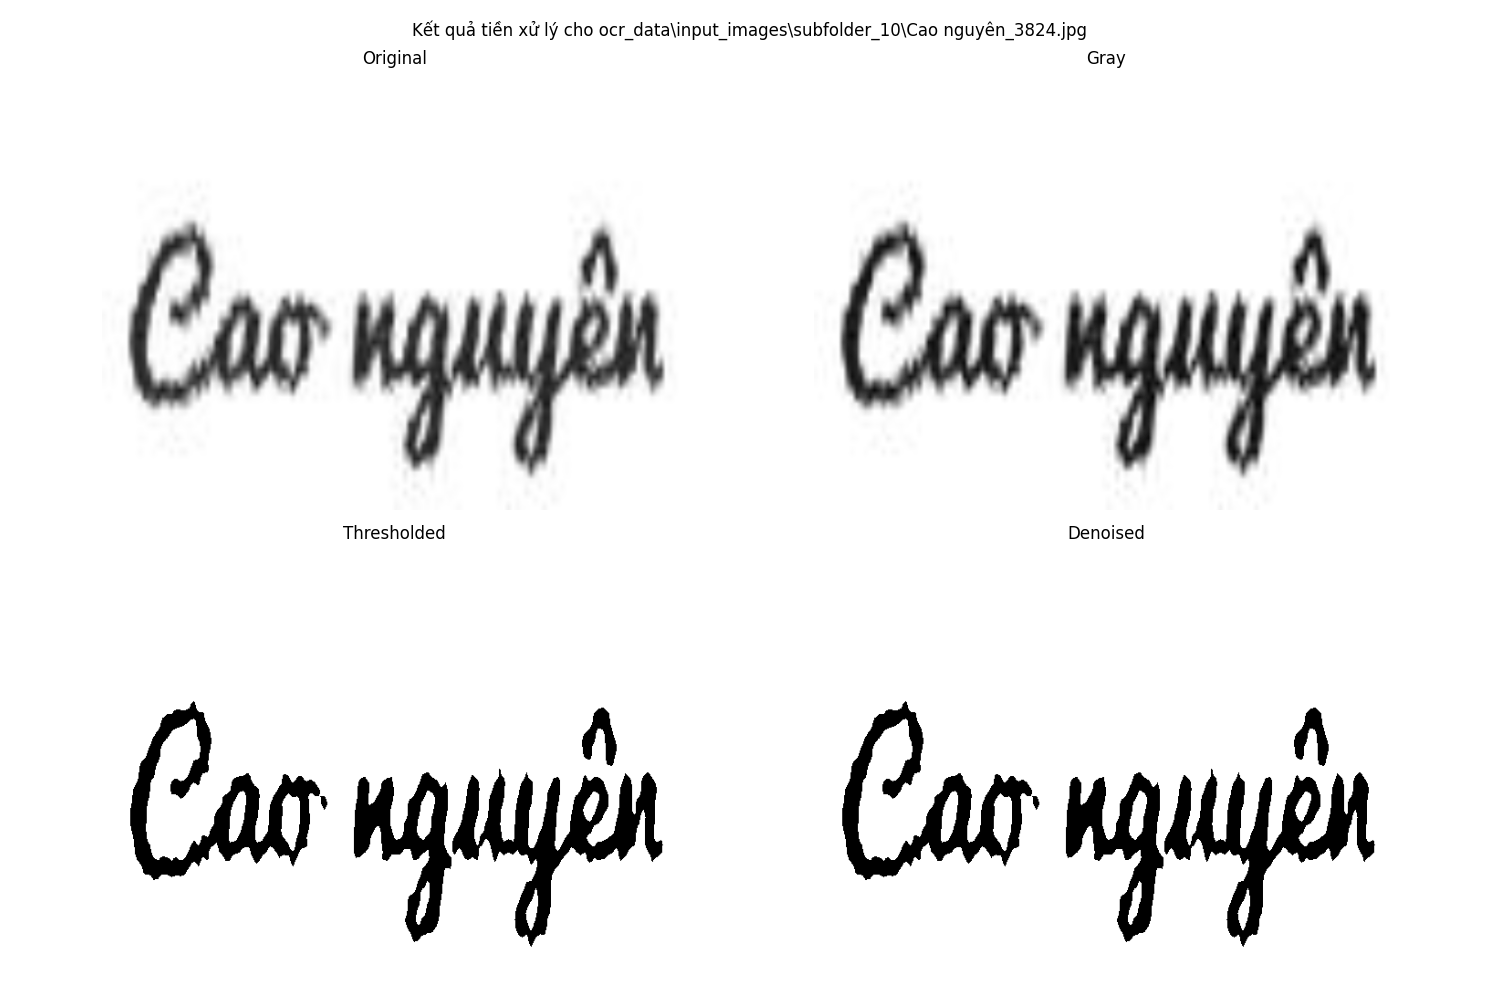 Kết quả tiền xử lý cho ocr_data\input_images\subfolder_10\Cao nguyên_3824.jpg
Original
Gray
Cao nguyên
Cao nguyên
Thresholded
Denoised
Cao nguyên
Cao nguyên